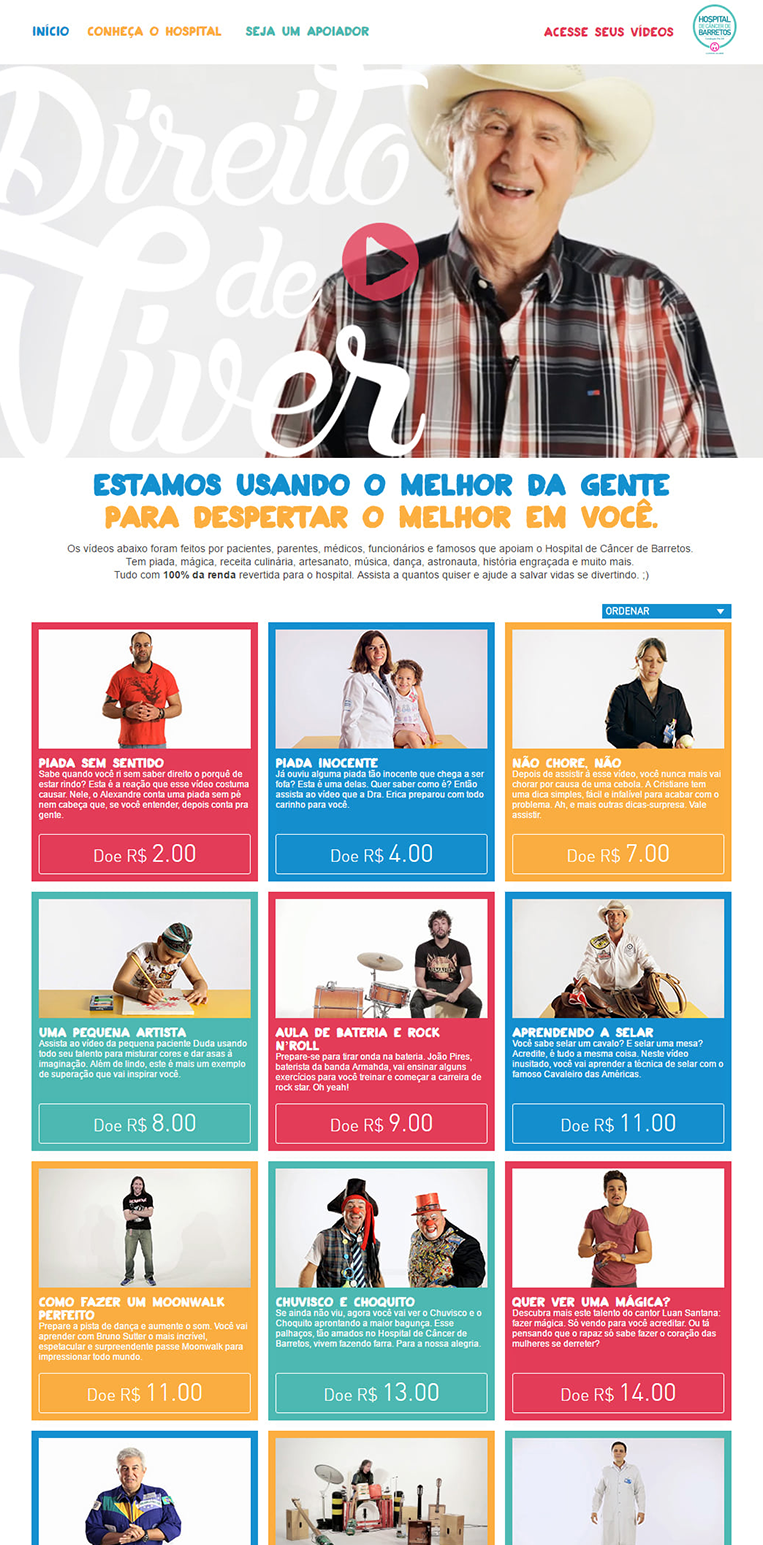 INÍCIO CONHEÇA O HOSPITAL SEJA UM APOIADOR ACESSE SEUS VÍDEOS
HOSPITAL
DE CÂNCER DE
BARRETOS
Direito
de
Viver
ESTAMOS USANDO O MELHOR DA GENTE
PARA DESPERTAR O MELHOR EM VOCÊ.
Os vídeos abaixo foram feitos por pacientes, parentes, médicos, funcionários e famosos que apoiam o Hospital de Câncer de Barretos.
Tem piada, mágica, receita culinária, artesanato, música, dança, astronauta, história engraçada e muito mais.
Tudo com 100% da renda revertida para o hospital. Assista a quantos quiser e ajude a salvar vidas se divertindo. ;)
ORDENAR
PIADA SEM SENTIDO
Sabe quando você ri sem saber direito o porquê de
estar rindo? Esta é a reação que esse vídeo costuma
causar. Nele, o Alexandre conta uma piada sem pé
nem cabeça que, se você entender, depois conta pra
gente.
Doe R$ 2.00
PIADA INOCENTE
Já ouviu alguma piada tão inocente que chega a ser
fofa? Esta é uma delas. Quer saber como é? Então
assista ao vídeo que a Dra. Erica preparou com todo
carinho para você.
Doe R$ 4.00
NÃO CHORE, NÃO
Depois de assistir à esse vídeo, você nunca mais vai
chorar por causa de uma cebola. A Cristiane tem
uma dica simples, fácil e infalível para acabar com o
problema. Ah, e mais outras dicas-surpresa. Vale
assistir.
Doe R$ 7.00
UMA PEQUENA ARTISTA
Assista ao vídeo da pequena paciente Duda usando
todo seu talento para misturar cores e dar asas à
imaginação. Além de lindo, este é mais um exemplo
de superação que vai inspirar você.
Doe R$ 8.00
AULA DE BATERIA E ROCK
N'ROLL
Prepare-se para tirar onda na bateria. João Pires,
baterista da banda Armahda, vai ensinar alguns
exercícios para você treinar e começar a carreira de
rock star. Oh yeah!
Doe R$ 9.00
APRENDENDO A SELAR
Você sabe selar um cavalo? E selar uma mesa?
Acredite, é tudo a mesma coisa. Neste vídeo
inusitado, você vai aprender a técnica de selar com o
famoso Cavaleiro das Américas.
Doe R$ 11.00
COMO FAZER UM MOONWALK
PERFEITO
Prepare a pista de dança e aumente o som. Você vai
aprender com Bruno Sutter o mais incrível,
espetacular e surpreendente passe Moonwalk para
impressionar todo mundo.
Doe R$ 11.00
CHUVISCO E CHOQUITO
Se ainda não viu, agora você vai ver o Chuvisco e o
Choquito aprontando a maior bagunça. Esse
palhaços, tão amados no Hospital de Câncer de
Barretos, vivem fazendo farra. Para a nossa alegria.
Doe R$ 13.00
QUER VER UMA MÁGICA?
Descubra mais este talento do cantor Luan Santana:
fazer mágica. Só vendo para você acreditar. Ou tá
pensando que o rapaz só sabe fazer o coração das
mulheres se derreter?
Doe R$ 14.00